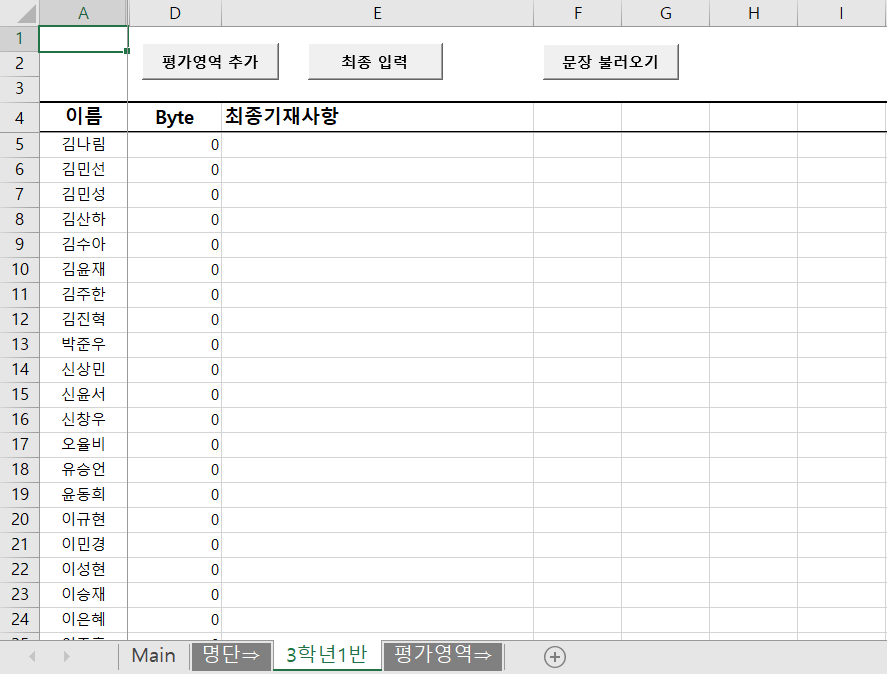 A D E F G H I
1
2 평가영역 추가 최종 입력 문장 불러오기
3
4 이름 Byte 최종기재사항
5 김나림 0
6 김민선 0
7 김민성 0
8 김산하 0
9 김수아 0
10 김윤재 0
11 김주한 0
12 김진혁 0
13 박준우 0
14 신상민 0
15 신윤서 0
16 신창우 0
17 오율비 0
18 유승언 0
19 윤동희 0
20 이규현 0
21 이민경 0
22 이성현 0
23 이승재 0
24 이은혜 0
Main 명단⇒ 3학년1반 평가영역⇒